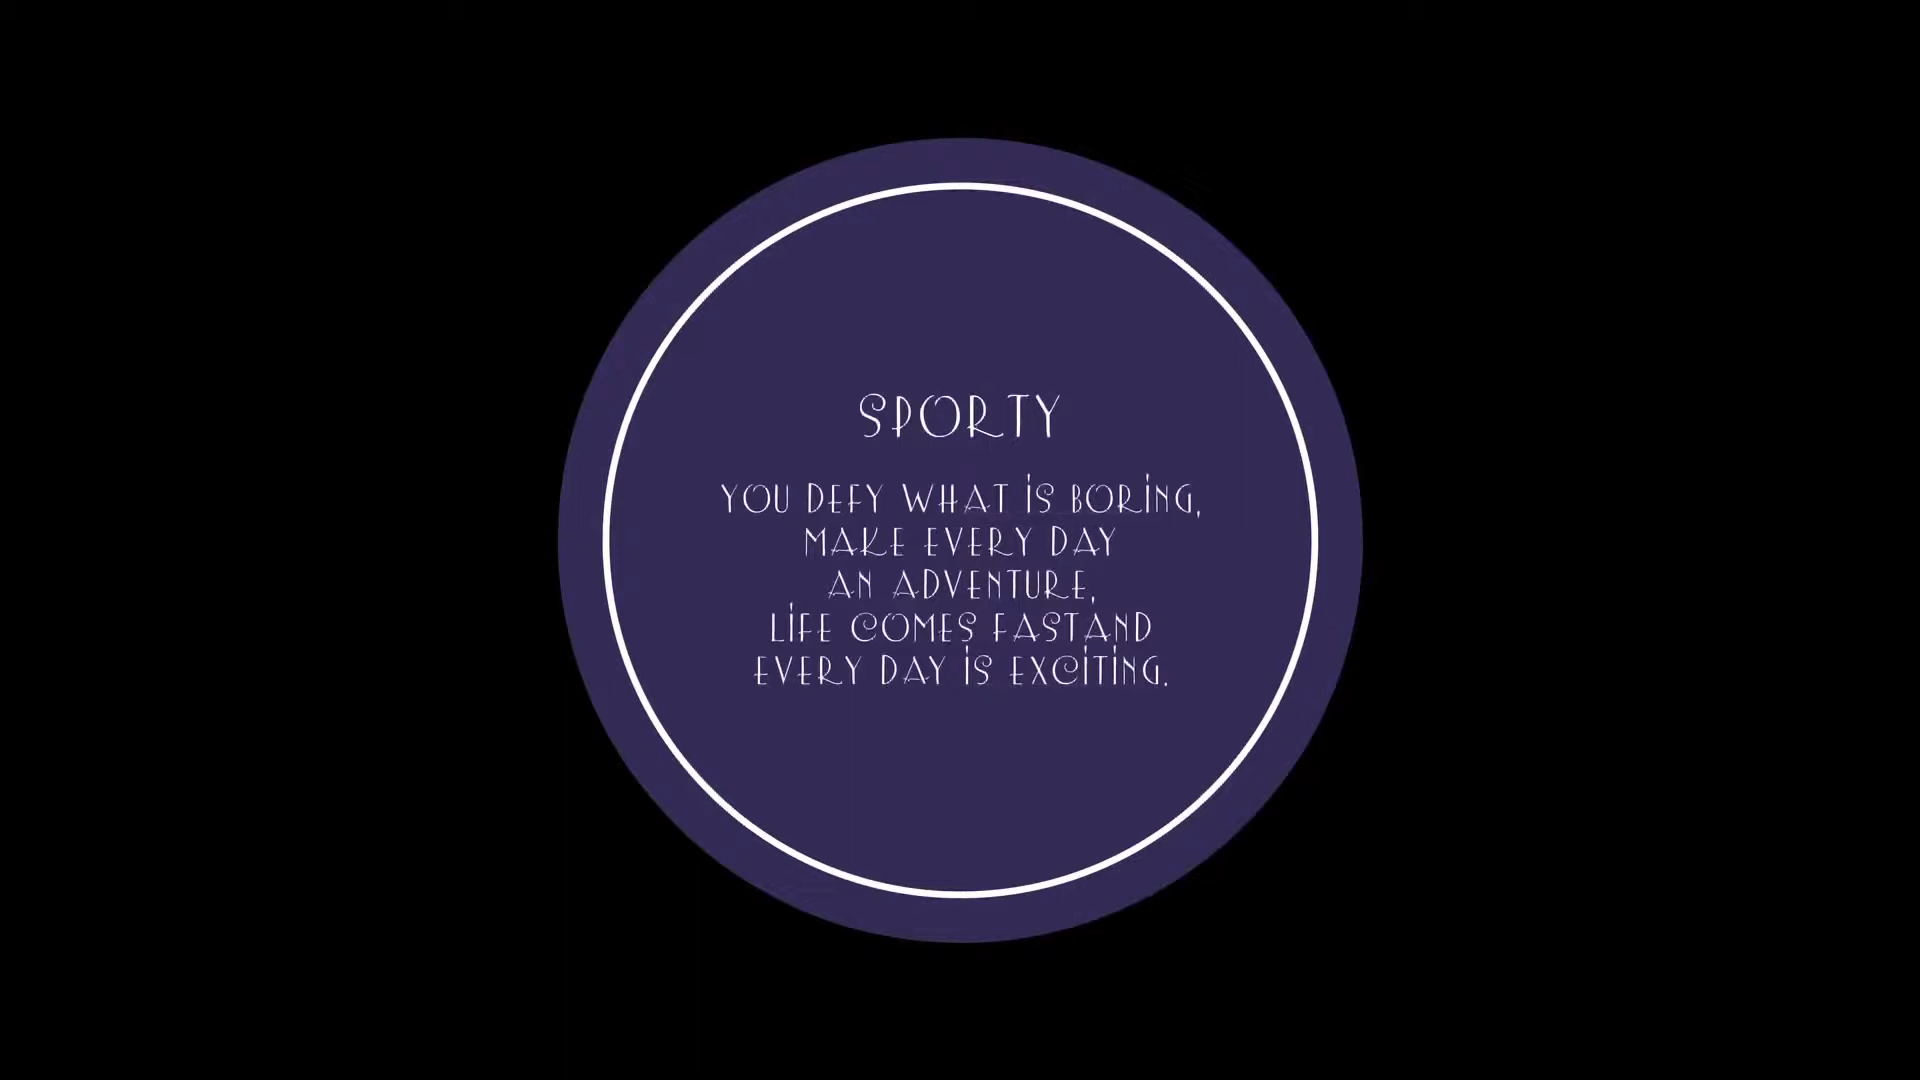 SPORTY
YOU DEFY WHAT iS BORiNG,
MAKE EVERY DAY
AN ADVENTURE,
LiFE COMES FASTAND
EVERY DAY iS EXCiTiNG.